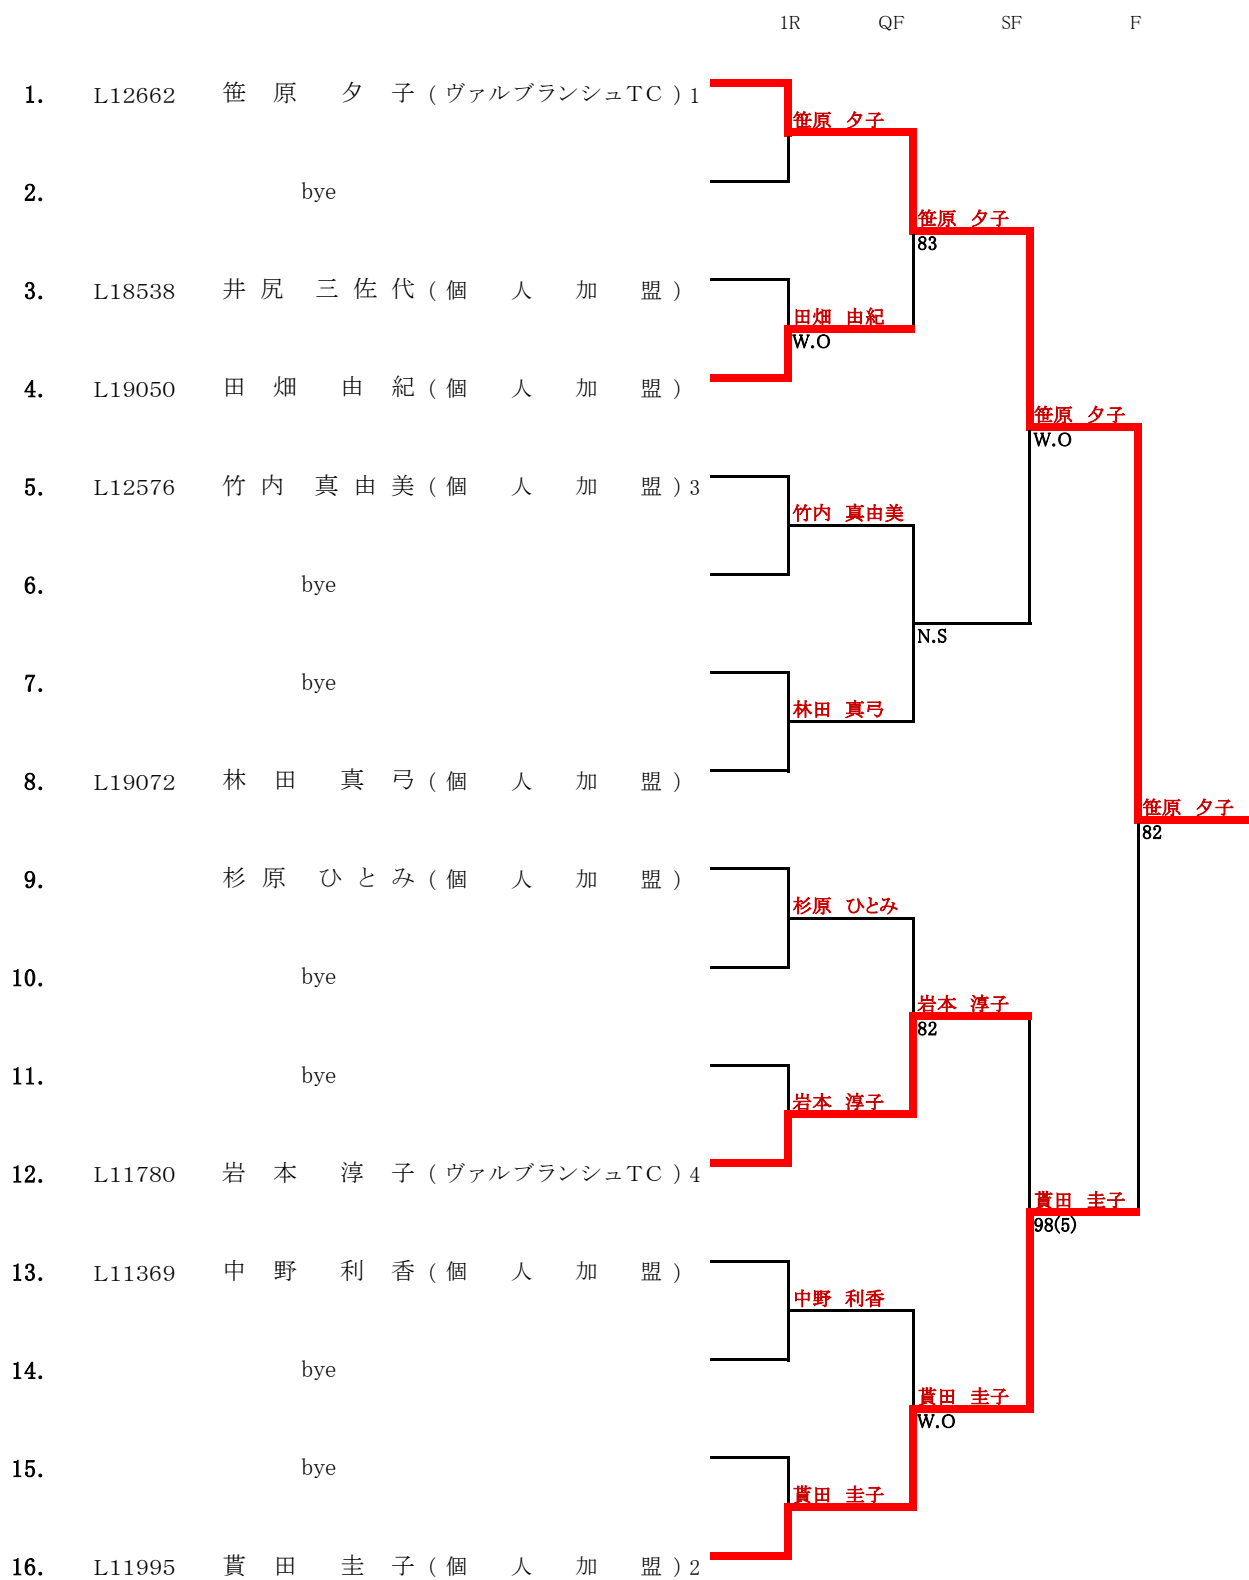 1R QF SF F
1. L12662 笹原 夕子 (ヴァルブランシュTC) 1
笹原 夕子
2. bye
笹原 夕子
83
3. L18538 井尻 三佐代 (個人加盟)
田畑 由紀
W.O
4. L19050 田畑 由紀 (個人加盟)
笹原 夕子
W.O
5. L12576 竹内 真由美 (個人加盟) 3
竹内 真由美
6. bye
N.S
7. bye
林田 真弓
8. L19072 林田 真弓 (個人加盟)
笹原 夕子
82
9. 杉原 ひとみ (個人加盟)
杉原 ひとみ
10. bye
岩本 淳子
82
11. bye
岩本 淳子
12. L11780 岩本 淳子 (ヴァルブランシュTC) 4
貰田 圭子
98(5)
13. L11369 中野 利香 (個人加盟)
中野 利香
14. bye
貰田 圭子
W.O
15. bye
貰田 圭子
16. L11995 貰田 圭子 (個人加盟) 2